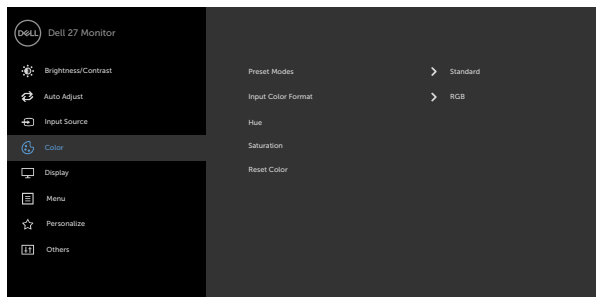 DELL Dell 27 Monitor
Brightness/Contrast
Auto Adjust
Input Source
Color
Display
Menu
Personalize
Others
Preset Modes Standard
Input Color Format RGB
Hue
Saturation
Reset Color